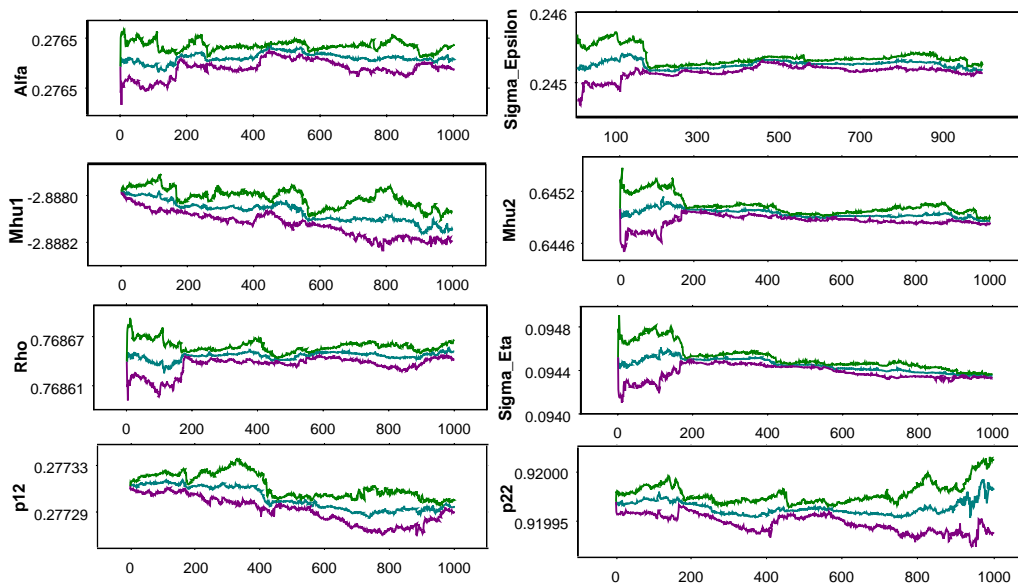 Alfa
0.2765
0.2765
0 200 400 600 800 1000
Sigma_Epsilon
0.246
0.245
100 300 500 700 900
Mhu1
-2.8880
-2.8882
0 200 400 600 800 1000
Mhu2
0.6452
0.6446
0 200 400 600 800 1000
Rho
0.76867
0.76861
0 200 400 600 800 1000
Sigma_Eta
0.0948
0.0944
0.0940
0 200 400 600 800 1000
p12
0.27733
0.27729
0 200 400 600 800 1000
p22
0.92000
0.91995
0 200 400 600 800 1000